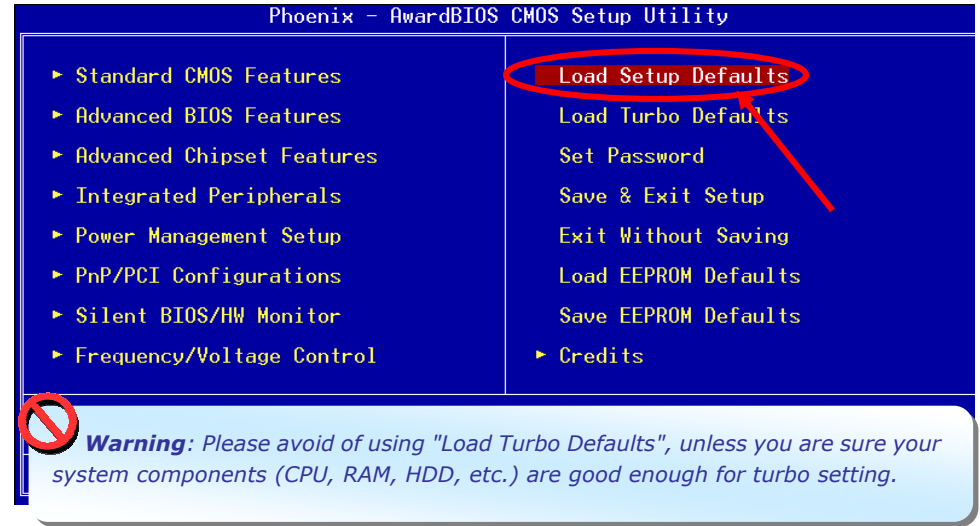 Phoenix - AwardBIOS CMOS Setup Utility
► Standard CMOS Features
► Advanced BIOS Features
► Advanced Chipset Features
► Integrated Peripherals
► Power Management Setup
► PnP/PCI Configurations
► Silent BIOS/HW Monitor
► Frequency/Voltage Control
Load Setup Defaults
Load Turbo Defaults
Set Password
Save & Exit Setup
Exit Without Saving
Load EEPROM Defaults
Save EEPROM Defaults
► Credits
Warning: Please avoid of using "Load Turbo Defaults", unless you are sure your
system components (CPU, RAM, HDD, etc.) are good enough for turbo setting.